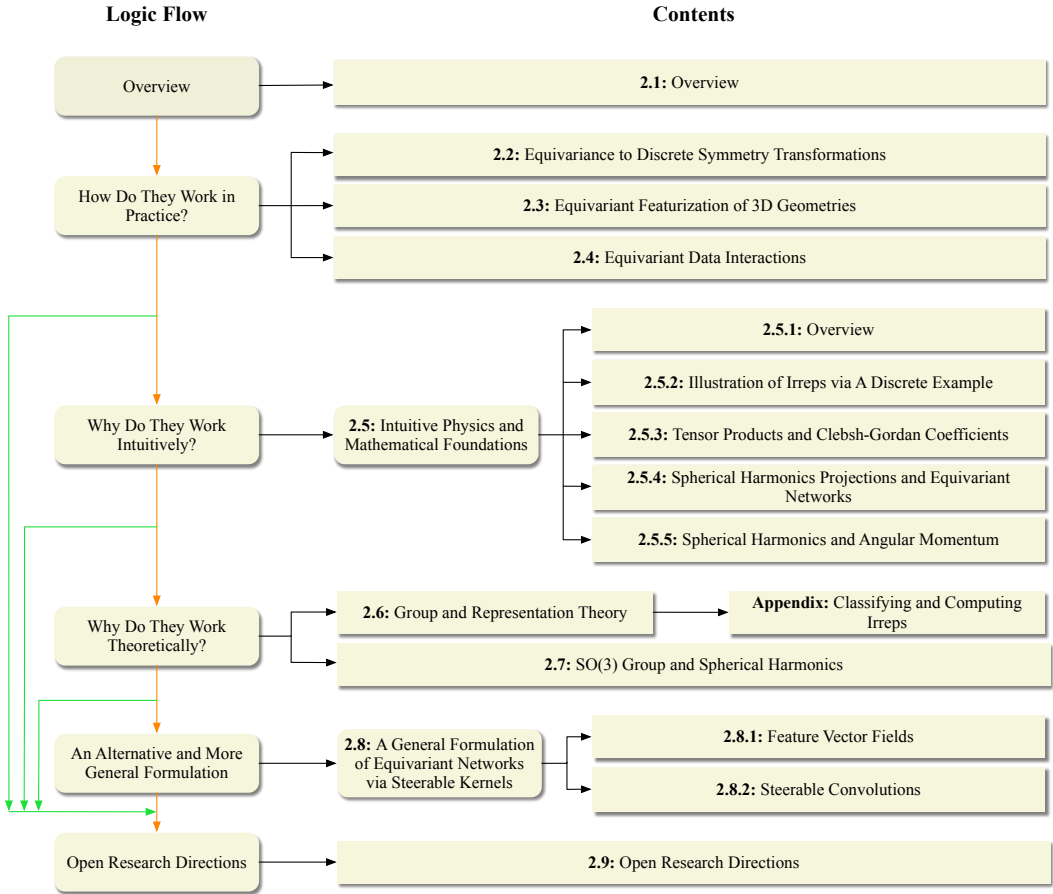 Logic Flow
Contents
Overview
2.1: Overview
How Do They Work in
Practice?
2.2: Equivariance to Discrete Symmetry Transformations
2.3: Equivariant Featurization of 3D Geometries
2.4: Equivariant Data Interactions
Why Do They Work
Intuitively?
2.5: Intuitive Physics and
Mathematical Foundations
2.5.1: Overview
2.5.2: Illustration of Irreps via A Discrete Example
2.5.3: Tensor Products and Clebsh-Gordan Coefficients
2.5.4: Spherical Harmonics Projections and Equivariant
Networks
2.5.5: Spherical Harmonics and Angular Momentum
Why Do They Work
Theoretically?
2.6: Group and Representation Theory
Appendix: Classifying and Computing
Irreps
2.7: SO(3) Group and Spherical Harmonics
An Alternative and More
General Formulation
2.8: A General Formulation
of Equivariant Networks
via Steerable Kernels
2.8.1: Feature Vector Fields
2.8.2: Steerable Convolutions
Open Research Directions
2.9: Open Research Directions